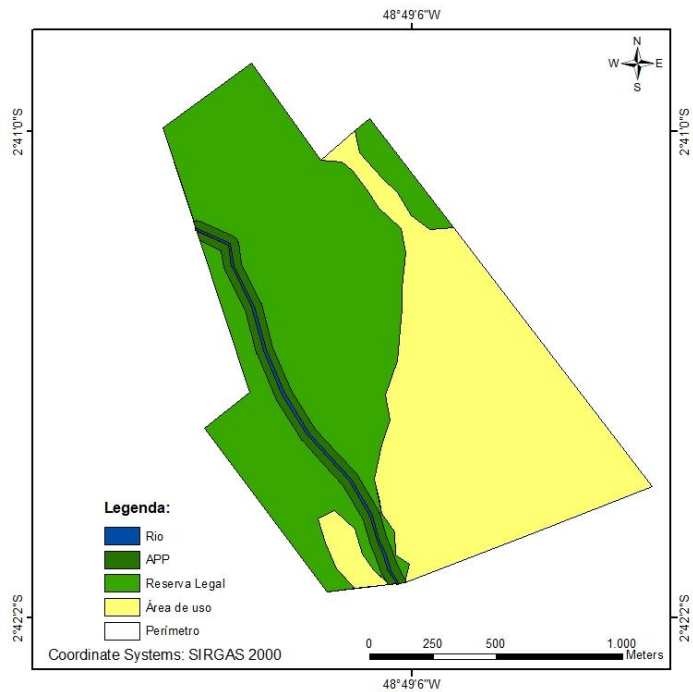 48°49'6"W
N
W E
S
2°41'0"S
2°41'0"S
Legenda:
Rio
APP
Reserva Legal
Área de uso
Perímetro
2°42'2"S
2°42'2"S
0 250 500 1.000
Meters
Coordinate Systems: SIRGAS 2000
48°49'6"W